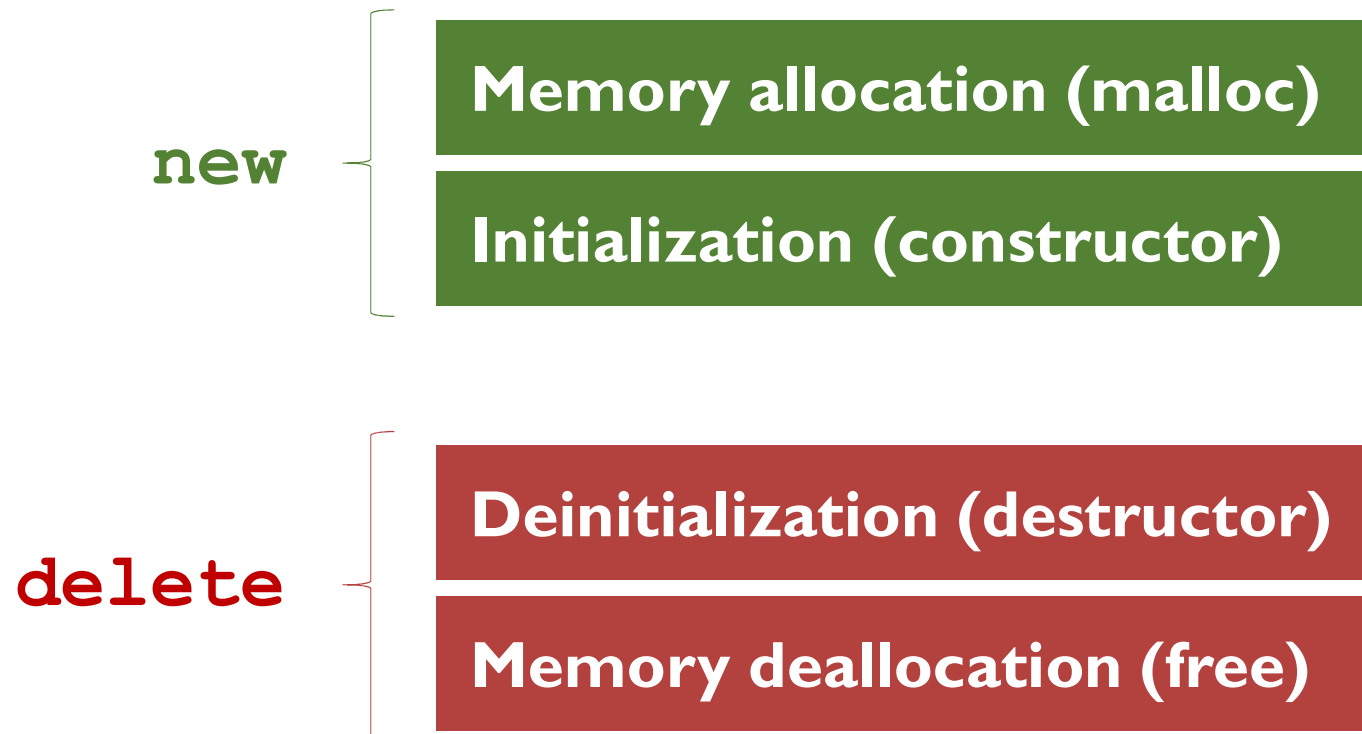 new
Memory allocation (malloc)
Initialization (constructor)
delete
Deinitialization (destructor)
Memory deallocation (free)